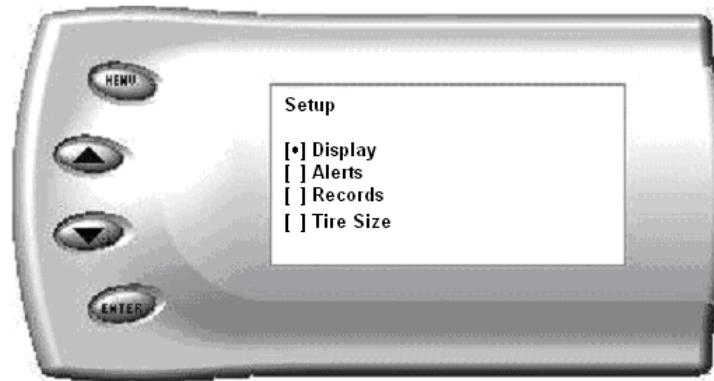 MENU
Setup
[•] Display
[ ] Alerts
[ ] Records
[ ] Tire Size
ENTER